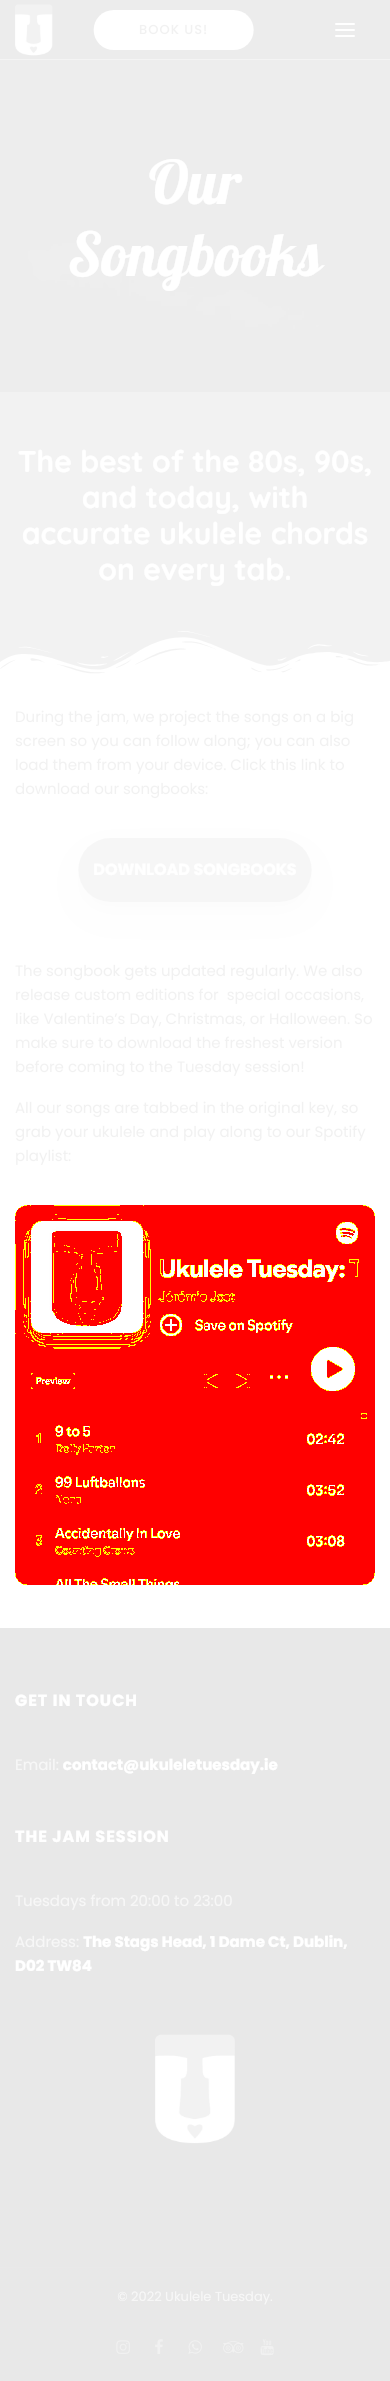 BOOK US!
Our
Songbooks
The best of the 80s, 90s,
and today, with
accurate ukulele chords
on every tab.
During the jam, we project the songs on a big
screen so you can follow along; you can also
load them from your device. Click this link to
download our songbooks:
DOWNLOAD SONGBOOKS
The songbook gets updated regularly. We also
release custom editions for special occasions,
like Valentine's Day, Christmas, or Halloween. So
make sure to download the freshest version
before coming to the Tuesday session!
All our songs are tabbed in the original key, so
grab your ukulele and play along to our Spotify
playlist:
Ukulele Tuesday: T
Save on Spotify
Preview
1 9 to 5 02:42
Dolly Parton
2 99 Luftballons 03:52
Nena
3 Accidentally In Love 03:08
Counting Crows
All The Small Things
GET IN TOUCH
Email: contact@ukuleletuesday.ie
THE JAM SESSION
Tuesdays from 20:00 to 23:00
Address: The Stags Head, 1 Dame Ct, Dublin,
D02 TW84
© 2022 Ukulele Tuesday.